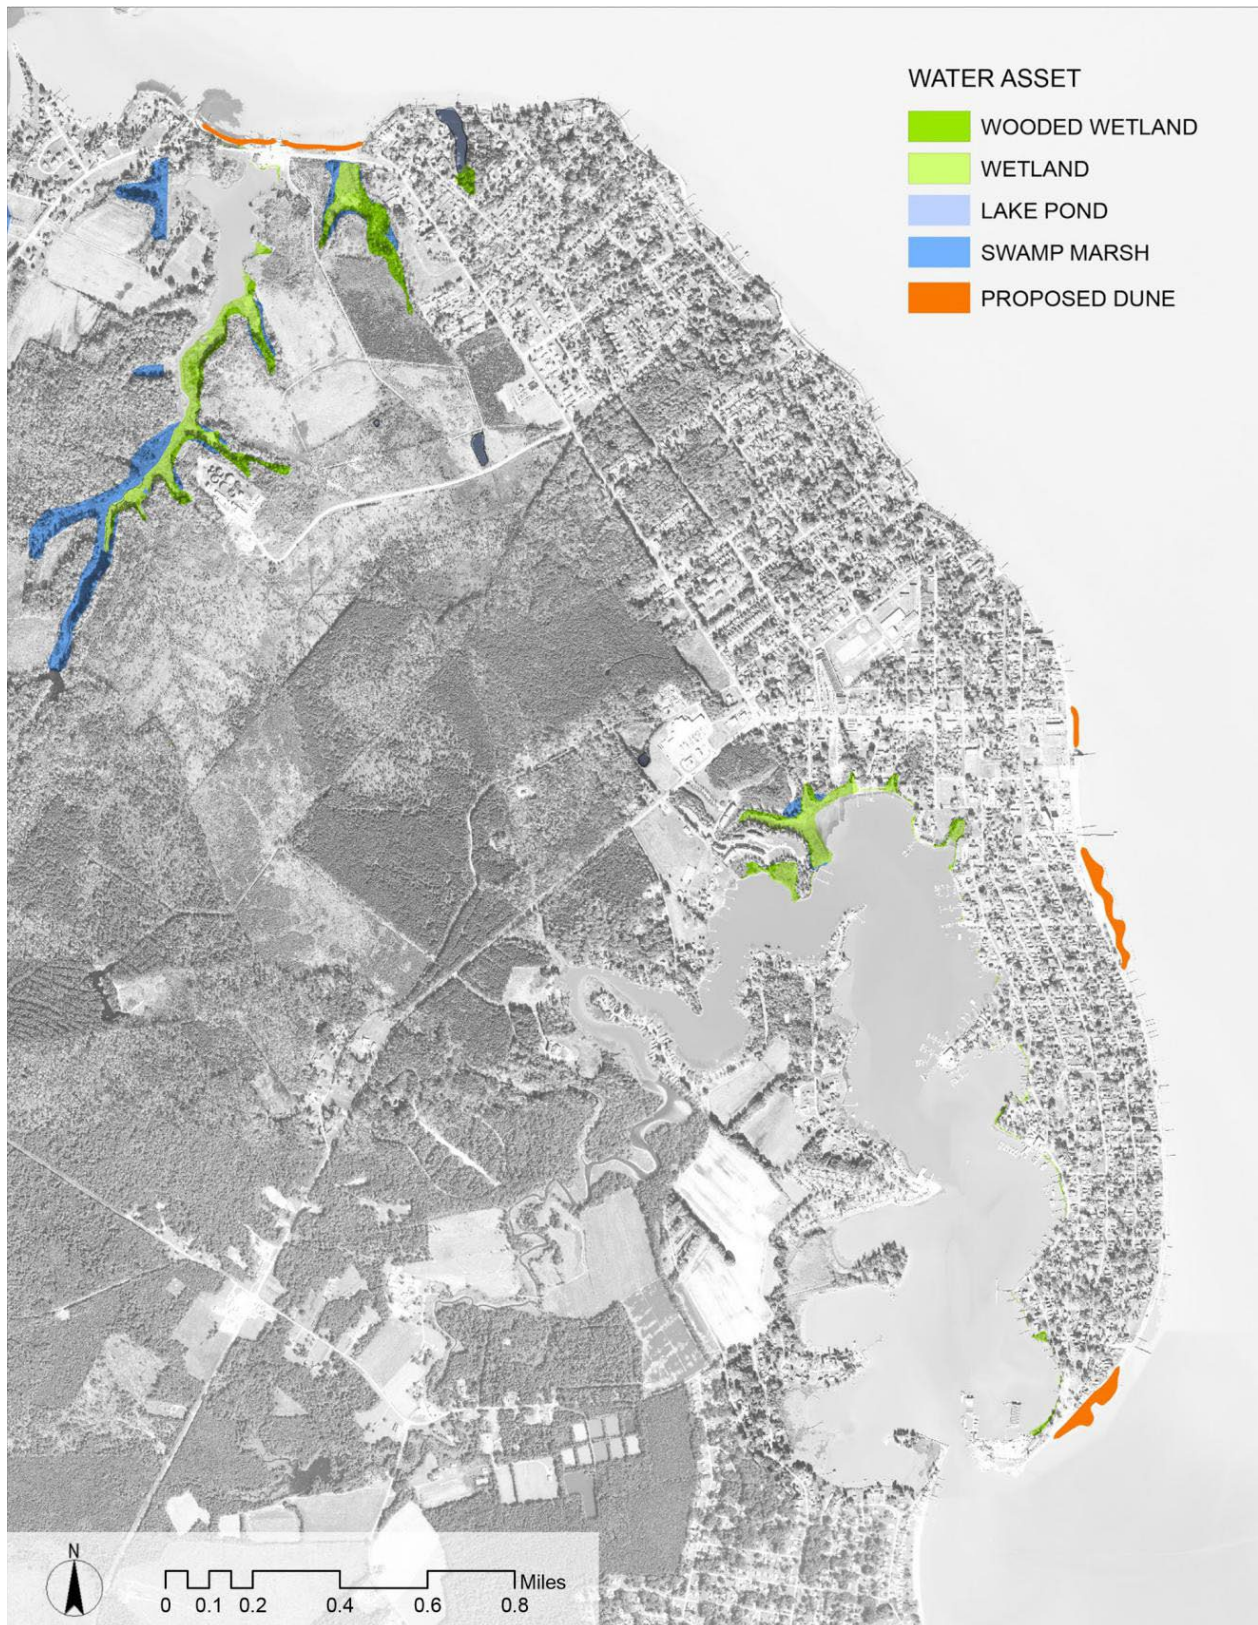 WATER ASSET
WOODED WETLAND
WETLAND
LAKE POND
SWAMP MARSH
PROPOSED DUNE
N
Miles
0 0.1 0.2 0.4 0.6 0.8